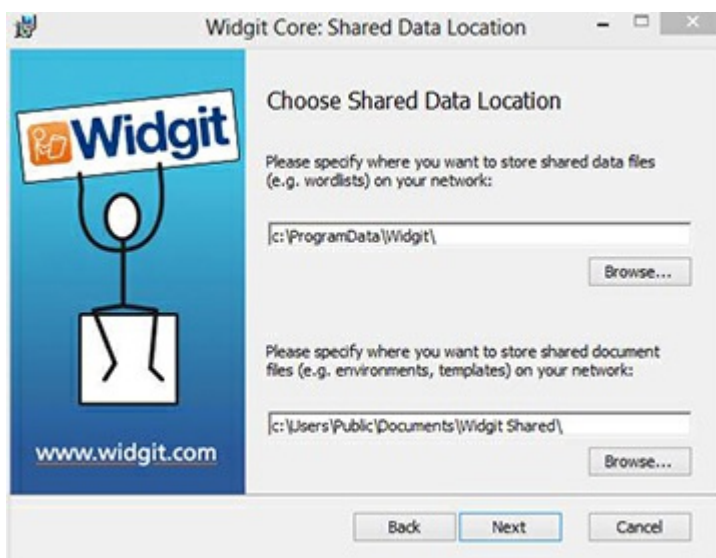 Widgit Core: Shared Data Location
Widgit
www.widgit.com
Choose Shared Data Location
Please specify where you want to store shared data files
(e.g. wordlists) on your network:
c:\ProgramData\Widgit\
Browse...
Please specify where you want to store shared document
files (e.g. environments, templates) on your network:
c:\Users\Public\Documents\Widgit Shared\
Browse...
Back
Next
Cancel